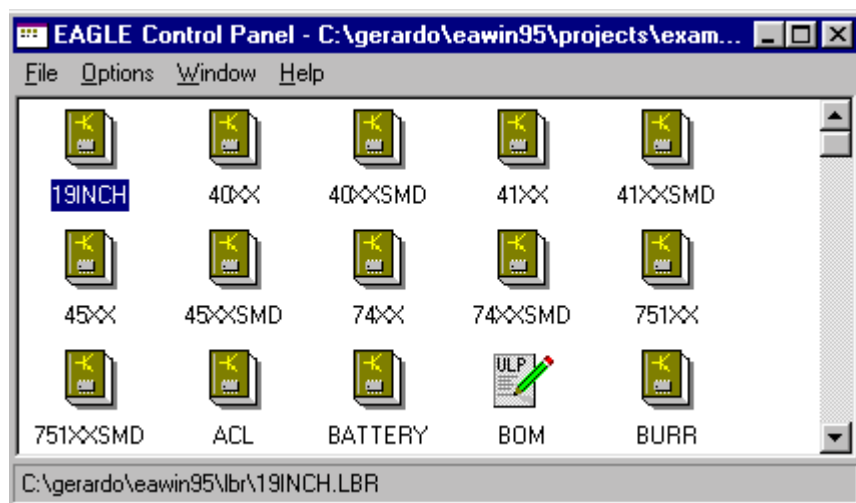 EAGLE Control Panel - C:\gerardo\eawin95\projects\exam...
File Options Window Help
19INCH 40XX 40XXSMD 41XX 41XXSMD
45XX 45XXSMD 74XX 74XXSMD 751XX
ULP
751XXSMD ACL BATTERY BOM BURR
C:\gerardo\eawin95\lbr\19INCH.LBR